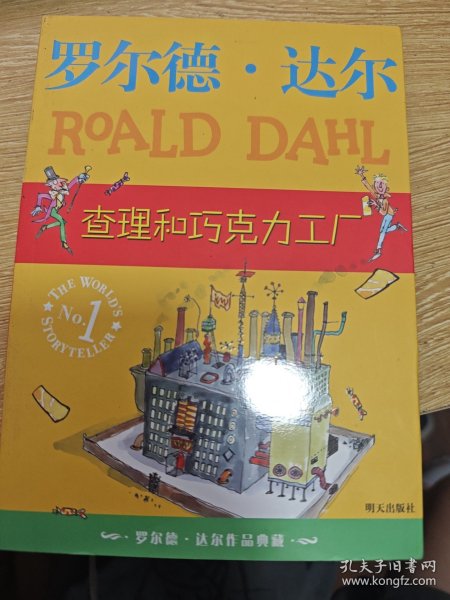 罗尔德·达尔
ROALD DAHL
查理和巧克力工厂
THE WORLD'S
No.1
STORYTELLER
明天出版社
·罗尔德·达尔作品典藏·
孔夫子旧书网
www.kongfz.com